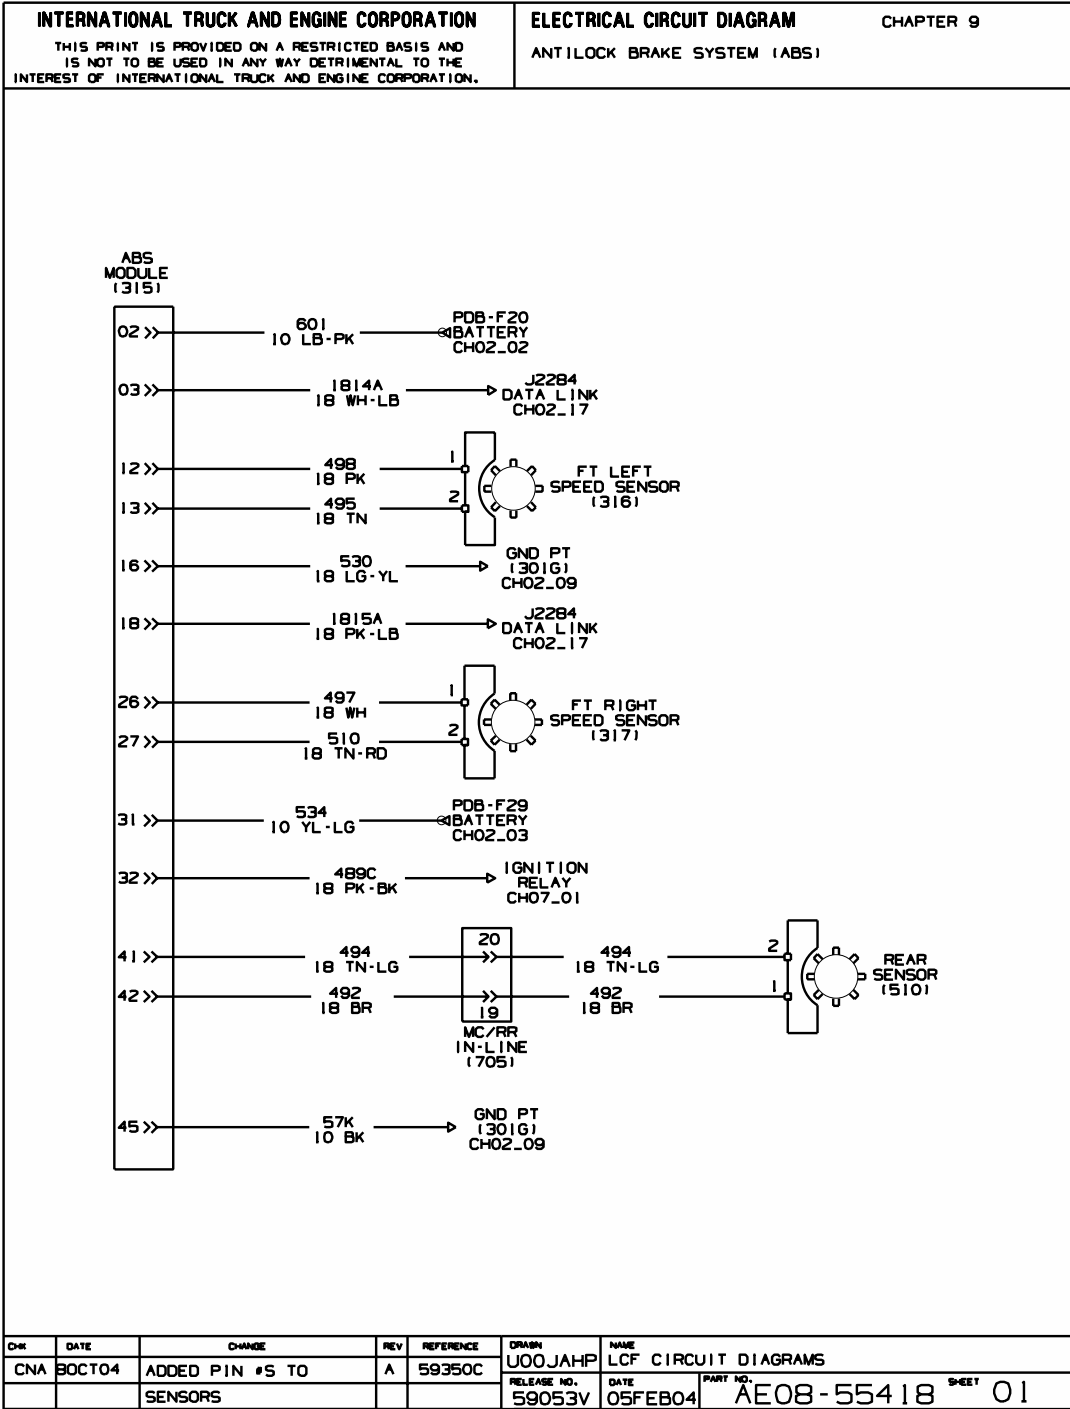 INTERNATIONAL TRUCK AND ENGINE CORPORATION
THIS PRINT IS PROVIDED ON A RESTRICTED BASIS AND
IS NOT TO BE USED IN ANY WAY DETRIMENTAL TO THE
INTEREST OF INTERNATIONAL TRUCK AND ENGINE CORPORATION.
ELECTRICAL CIRCUIT DIAGRAM CHAPTER 9
ANTILOCK BRAKE SYSTEM (ABS)
ABS
MODULE
(315)
02 601
10 LB-PK
PDB-F20
BATTERY
CH02_02
03 1814A
18 WH-LB
J2284
DATA LINK
CH02_17
12 498
18 PK
1
13 495
18 TN
2
FT LEFT
SPEED SENSOR
(316)
16 530
18 LG-YL
GND PT
(301G)
CH02_09
18 1815A
18 PK-LB
J2284
DATA LINK
CH02_17
26 497
18 WH
1
27 510
18 TN-RD
2
FT RIGHT
SPEED SENSOR
(317)
31 534
10 YL-LG
PDB-F29
BATTERY
CH02_03
32 489C
18 PK-BK
IGNITION
RELAY
CH07_01
41 494
18 TN-LG
20
494
18 TN-LG
2
42 492
18 BR
19
492
18 BR
1
REAR
SENSOR
(510)
MC/RR
IN-LINE
(705)
45 57K
10 BK
GND PT
(301G)
CH02_09
CHK DATE CHANGE REV REFERENCE
CNA 8OCT04 ADDED PIN #S TO A 59350C
SENSORS
DRAWN
U00JAHP
NAME
LCF CIRCUIT DIAGRAMS
RELEASE NO.
59053V
DATE
05FEB04
PART NO.
AE08-55418
SHEET 01